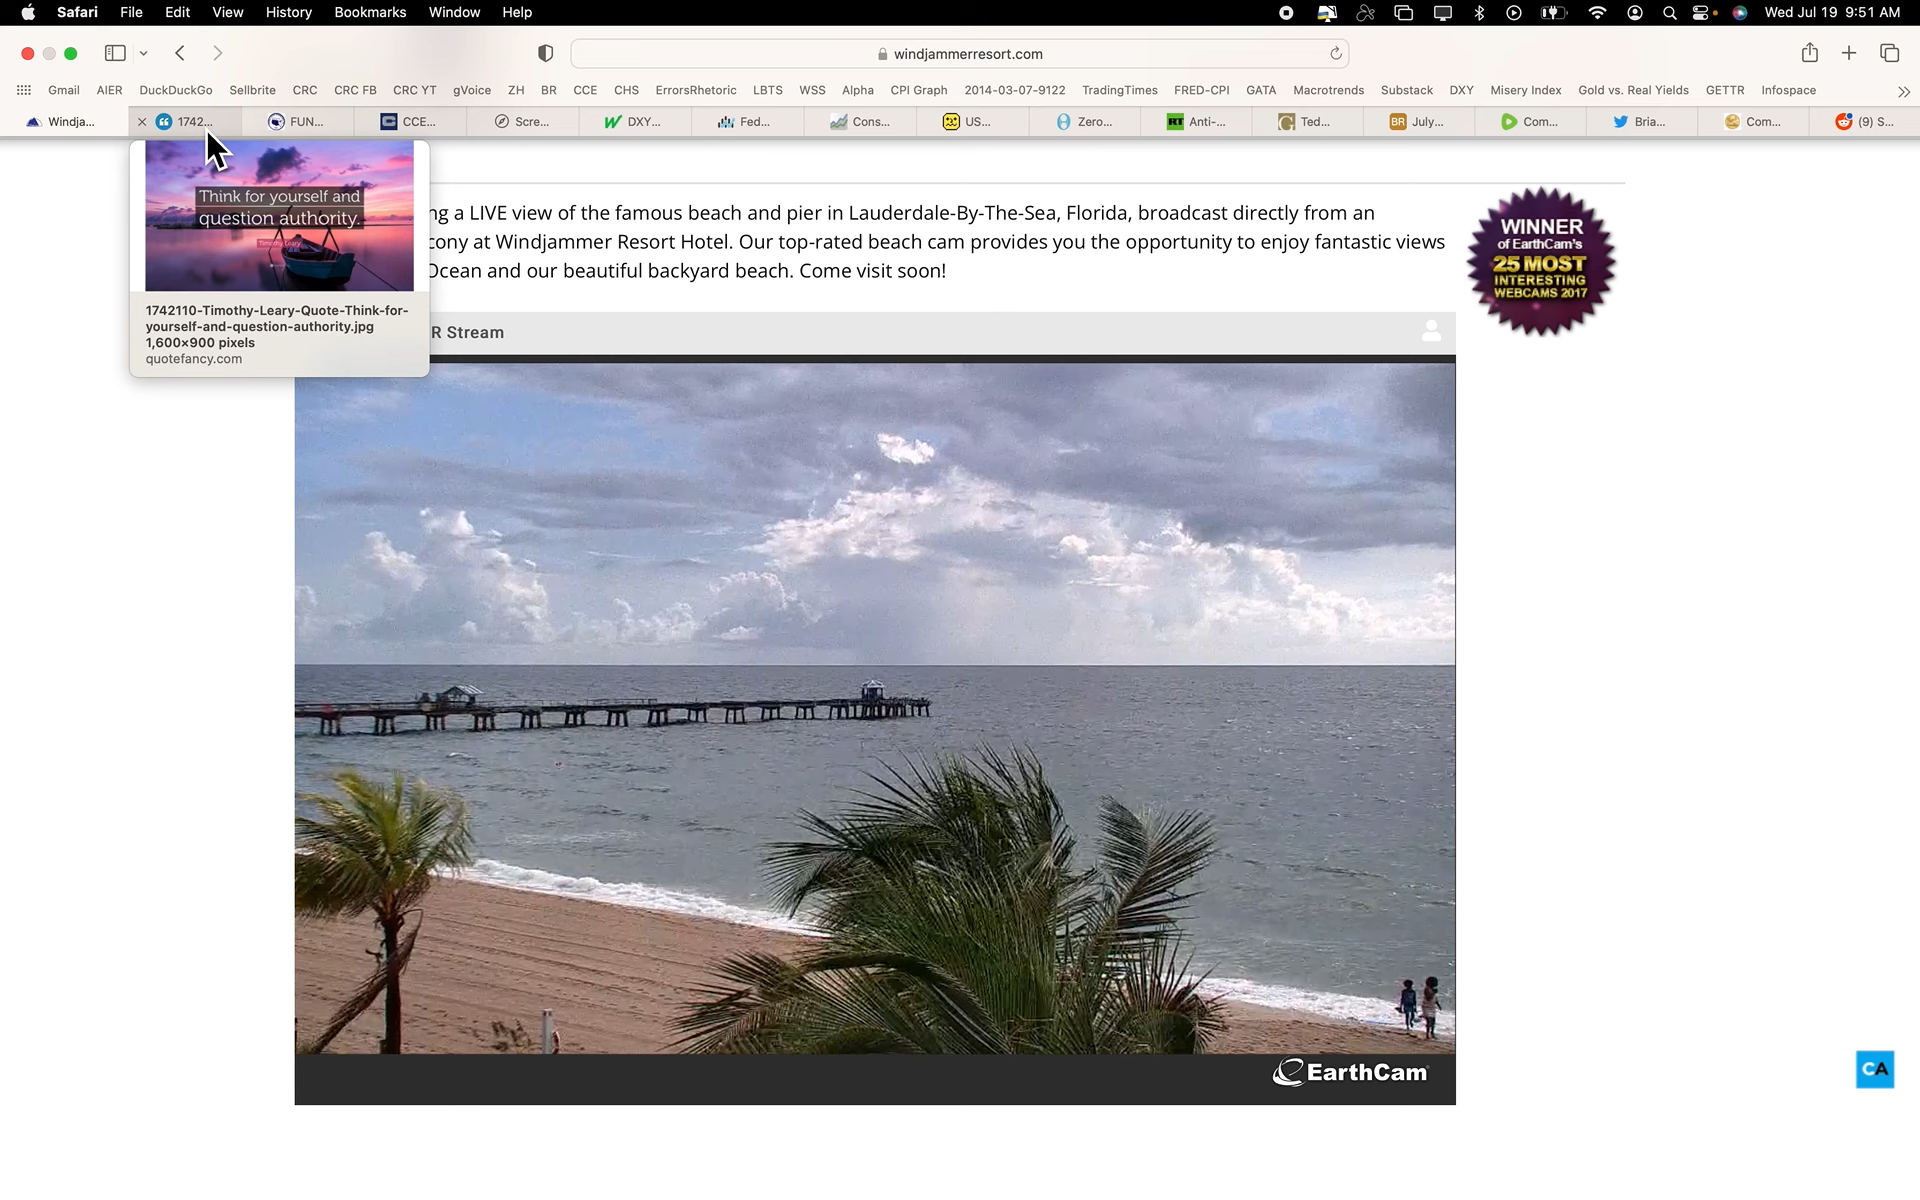 Safari File Edit View History Bookmarks Window Help Wed Jul 19 9:51 AM
windjammerresort.com
Gmail AIER DuckDuckGo Sellbrite CRC CRC FB CRC YT gVoice ZH BR CCE CHS ErrorsRhetoric LBTS WSS Alpha CPI Graph 2014-03-07-9122 TradingTimes FRED-CPI GATA Macrotrends Substack DXY Misery Index Gold vs. Real Yields GETTR Infospace
Windja... 1742... FUN... CCE... Scre... DXY... Fed... Cons... US... Zero... RT Anti-... Ted... BR July... Com... Bria... Com... (9) S...
Think for yourself and
question authority.
Timothy Leary
1742110-Timothy-Leary-Quote-Think-for-
yourself-and-question-authority.jpg
1,600×900 pixels
quotefancy.com
ng a LIVE view of the famous beach and pier in Lauderdale-By-The-Sea, Florida, broadcast directly from an
cony at Windjammer Resort Hotel. Our top-rated beach cam provides you the opportunity to enjoy fantastic views
Ocean and our beautiful backyard beach. Come visit soon!
WINNER
of EarthCam's
25 MOST
INTERESTING
WEBCAMS 2017
R Stream
EarthCam
CA